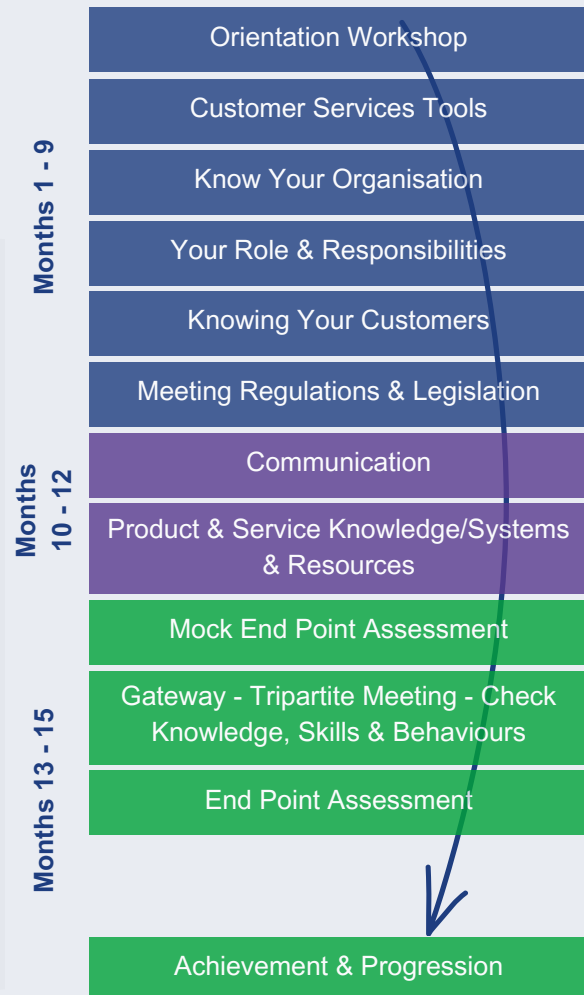 Months 1 - 9
Orientation Workshop
Customer Services Tools
Know Your Organisation
Your Role & Responsibilities
Knowing Your Customers
Meeting Regulations & Legislation
Months
10 - 12
Communication
Product & Service Knowledge/Systems
& Resources
Months 13 - 15
Mock End Point Assessment
Gateway - Tripartite Meeting - Check
Knowledge, Skills & Behaviours
End Point Assessment
Achievement & Progression